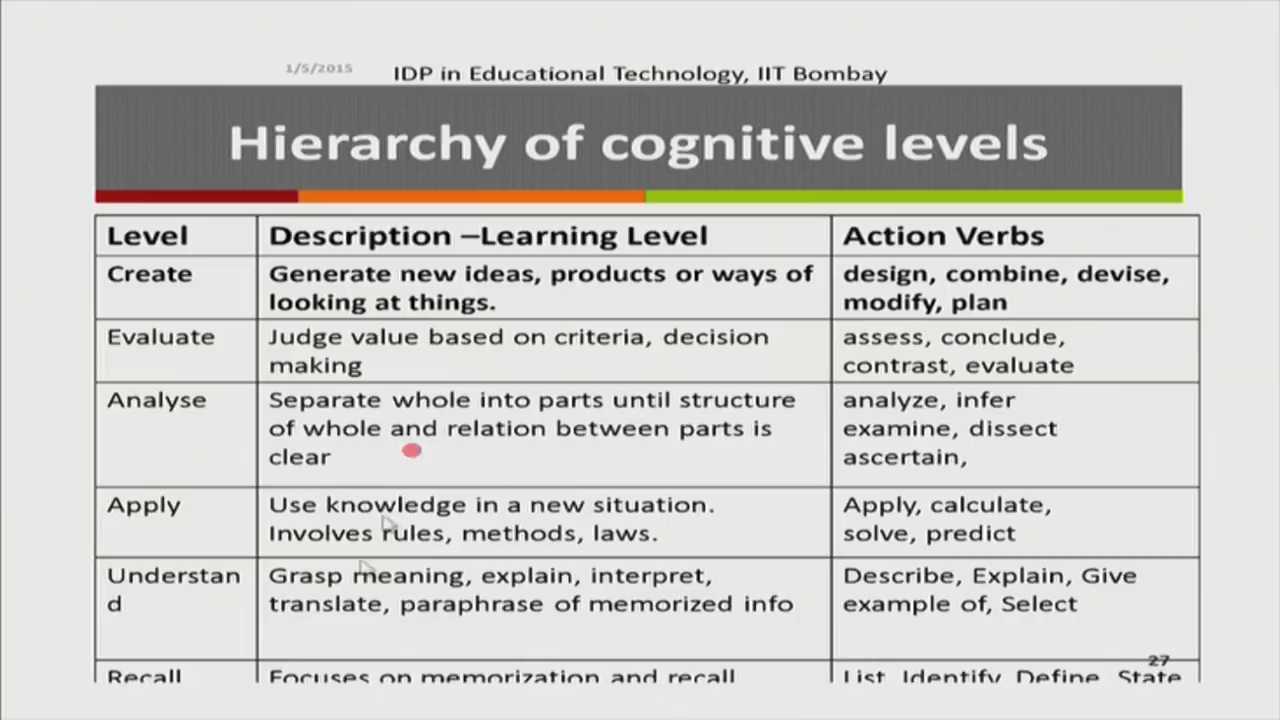 1/5/2015
IDP in Educational Technology, IIT Bombay
Hierarchy of cognitive levels
Level
Description –Learning Level
Action Verbs
Create
Generate new ideas, products or ways of
looking at things.
design, combine, devise,
modify, plan
Evaluate
Judge value based on criteria, decision
making
assess, conclude,
contrast, evaluate
Analyse
Separate whole into parts until structure
of whole and relation between parts is
clear
analyze, infer
examine, dissect
ascertain,
Apply
Use knowledge in a new situation.
Involves rules, methods, laws.
Apply, calculate,
solve, predict
Understan
d
Grasp meaning, explain, interpret,
translate, paraphrase of memorized info
Describe, Explain, Give
example of, Select
27
Recall
Focuses on memorization and recall
List, Identify, Define, State